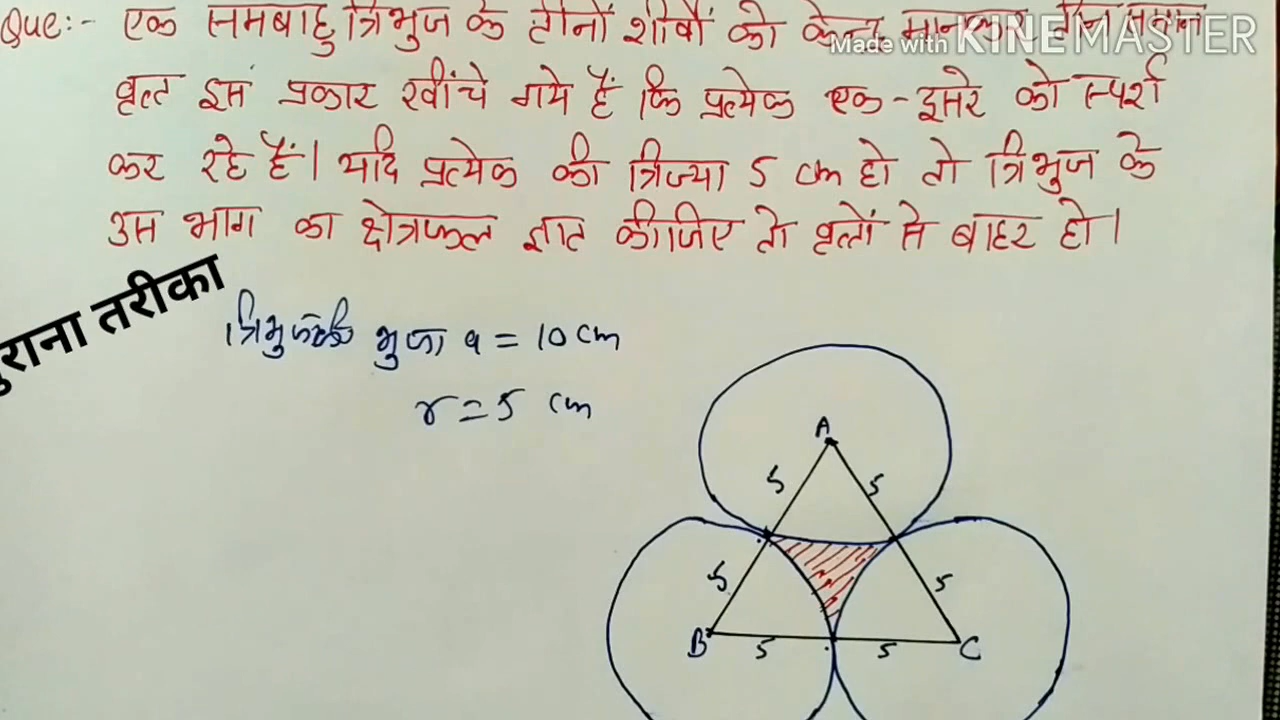 Que:- एक समबाहु त्रिभुज के तीनों शीर्षों को केन्द्र मानकर तीन समान
Made with KINEMASTER
वृत्त इस प्रकार खींचे गये हैं कि प्रत्येक एक-दूसरे को स्पर्श
कर रहे हैं। यदि प्रत्येक की त्रिज्या 5 cm हो तो त्रिभुज के
उस भाग का क्षेत्रफल ज्ञात कीजिए जो वृत्तों से बाहर हो।
पुराना तरीका
भुजा a = 10 cm
r = 5 cm
A
5 5
5 5
B 5 5 C